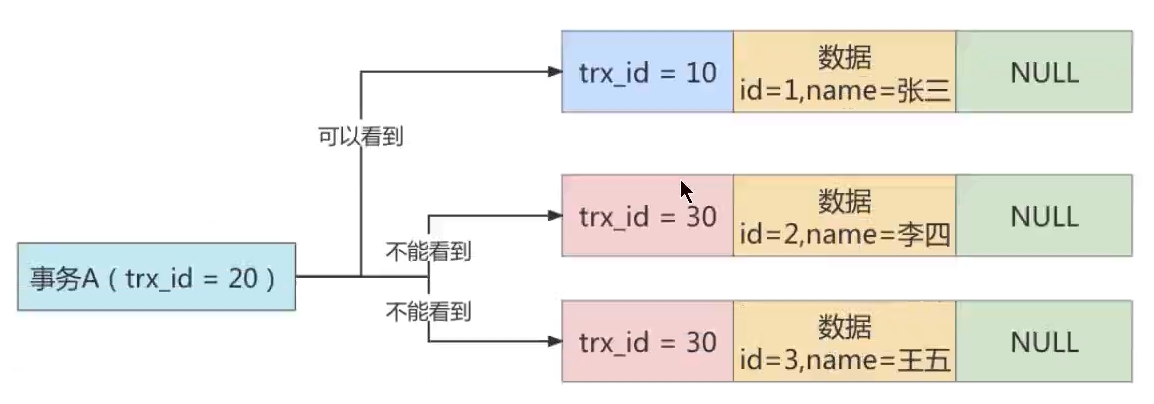 trx_id = 10
数据
id=1,name=张三
NULL
可以看到
trx_id = 30
数据
id=2,name=李四
NULL
不能看到
事务A（trx_id = 20）
不能看到
trx_id = 30
数据
id=3,name=王五
NULL